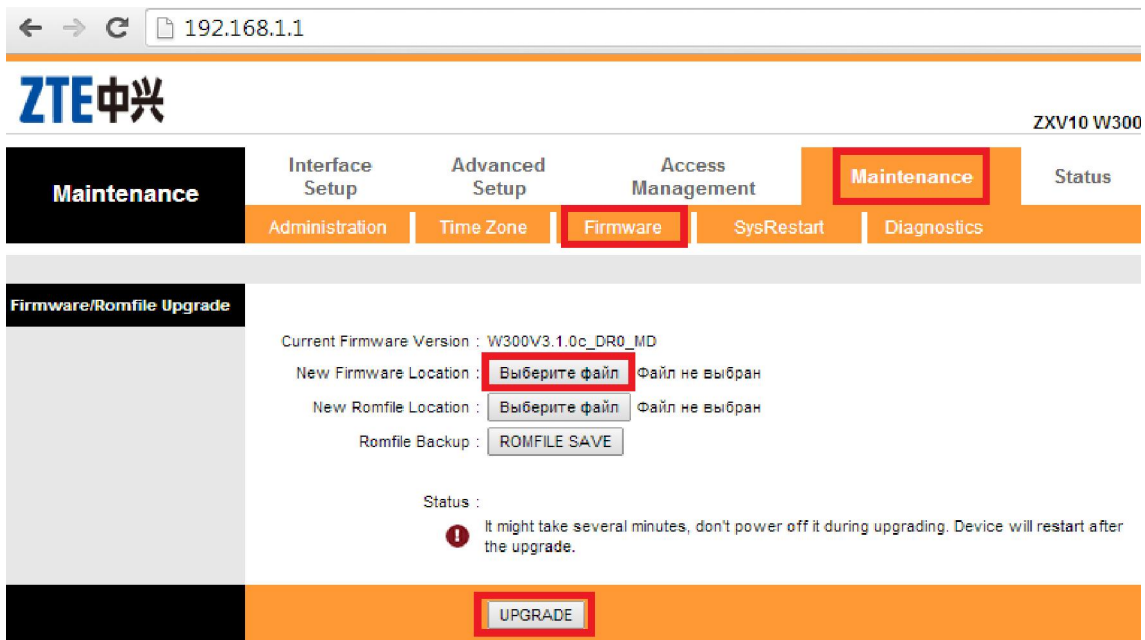 192.168.1.1
ZTE中兴
ZXV10 W300
Maintenance
Interface Setup
Advanced Setup
Access Management
Maintenance
Status
Administration
Time Zone
Firmware
SysRestart
Diagnostics
Firmware/Romfile Upgrade
Current Firmware Version : W300V3.1.0c_DR0_MD
New Firmware Location : Выберите файл Файл не выбран
New Romfile Location : Выберите файл Файл не выбран
Romfile Backup : ROMFILE SAVE
Status :
It might take several minutes, don't power off it during upgrading. Device will restart after
the upgrade.
UPGRADE